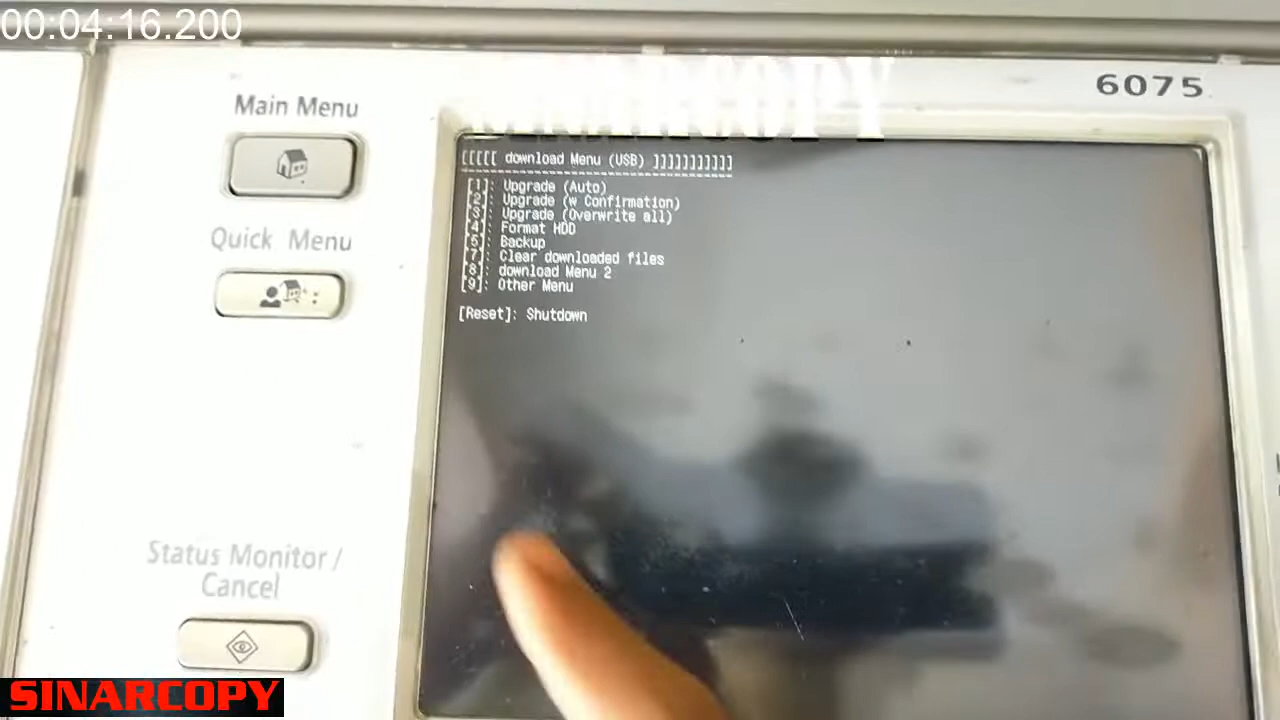 00:04:16.200
6075
Main Menu
[[[[[ download Menu (USB) ]]]]]]]]]]]
[1]: Upgrade (Auto)
[2]: Upgrade (w Confirmation)
[3]: Upgrade (Overwrite all)
[4]: Format HDD
[5]: Backup
[7]: Clear downloaded files
[8]: download Menu 2
[9]: Other Menu
[Reset]: Shutdown
Quick Menu
Status Monitor /
Cancel
SINARCOPY